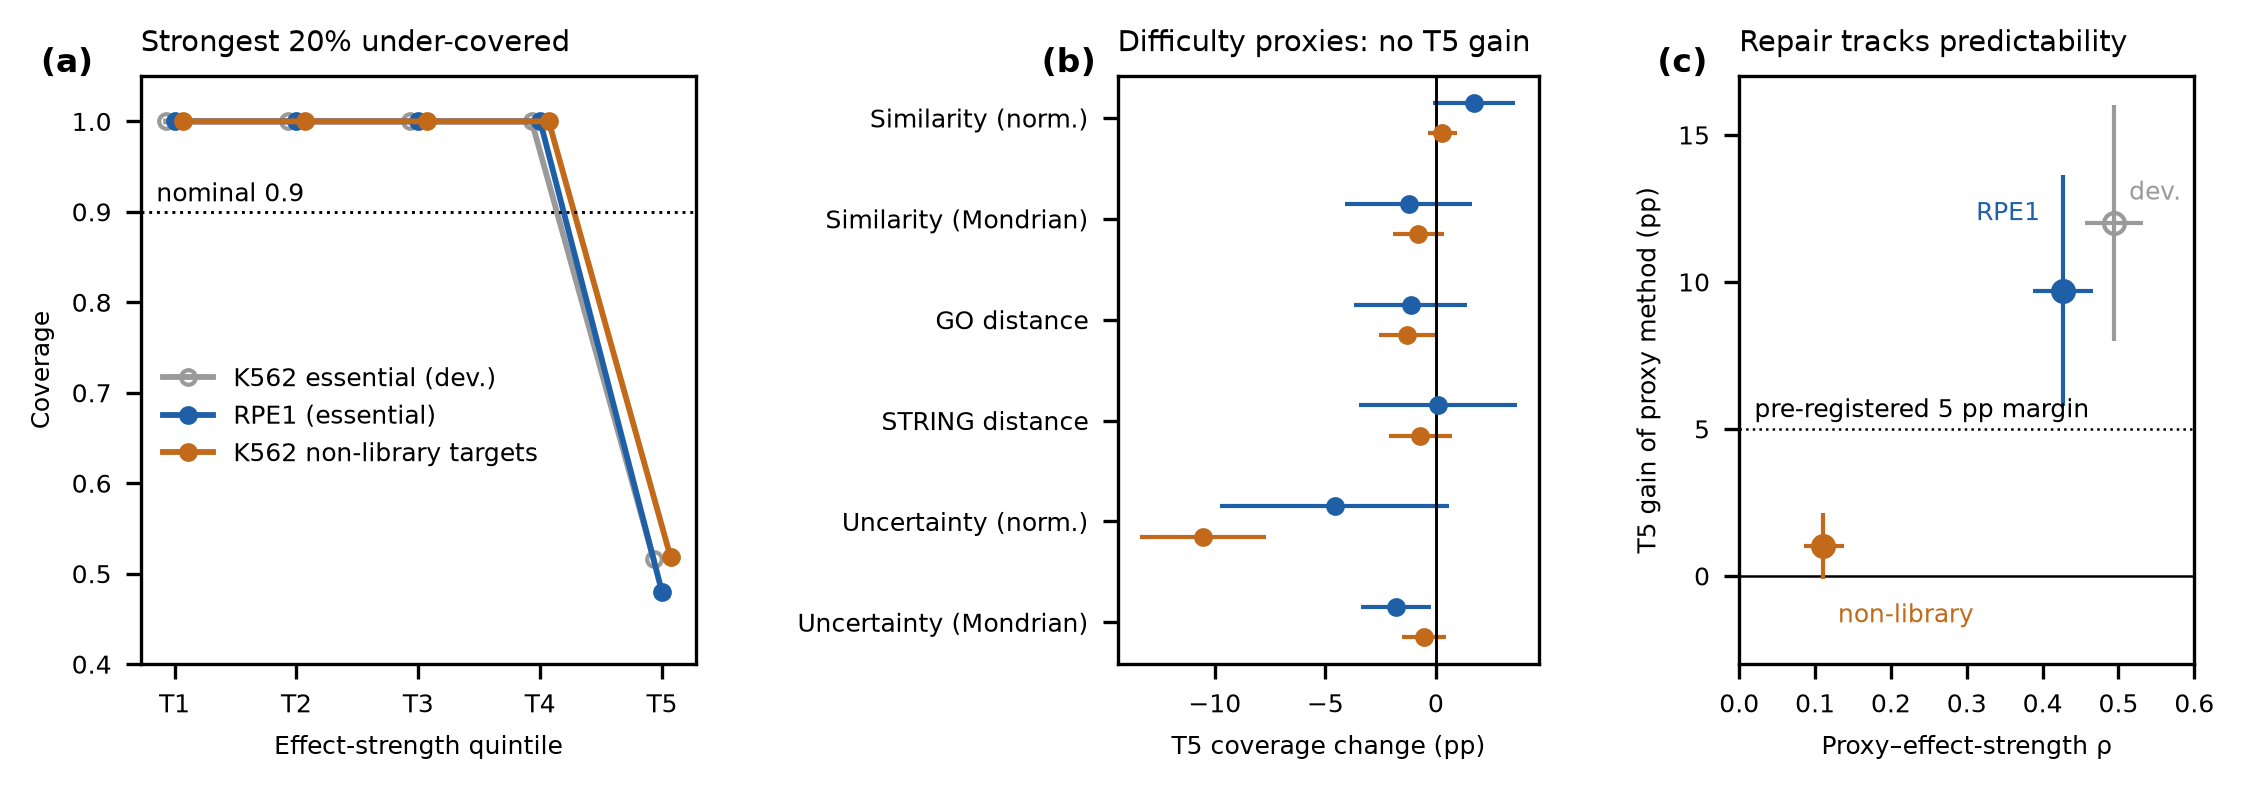 (a)
Strongest 20% under-covered
Coverage
1.0
0.9
0.8
0.7
0.6
0.5
0.4
nominal 0.9
K562 essential (dev.)
RPE1 (essential)
K562 non-library targets
T1 T2 T3 T4 T5
Effect-strength quintile
(b)
Difficulty proxies: no T5 gain
Similarity (norm.)
Similarity (Mondrian)
GO distance
STRING distance
Uncertainty (norm.)
Uncertainty (Mondrian)
−10 −5 0
T5 coverage change (pp)
(c)
Repair tracks predictability
T5 gain of proxy method (pp)
15
10
5
0
dev.
RPE1
pre-registered 5 pp margin
non-library
0.0 0.1 0.2 0.3 0.4 0.5 0.6
Proxy–effect-strength ρ